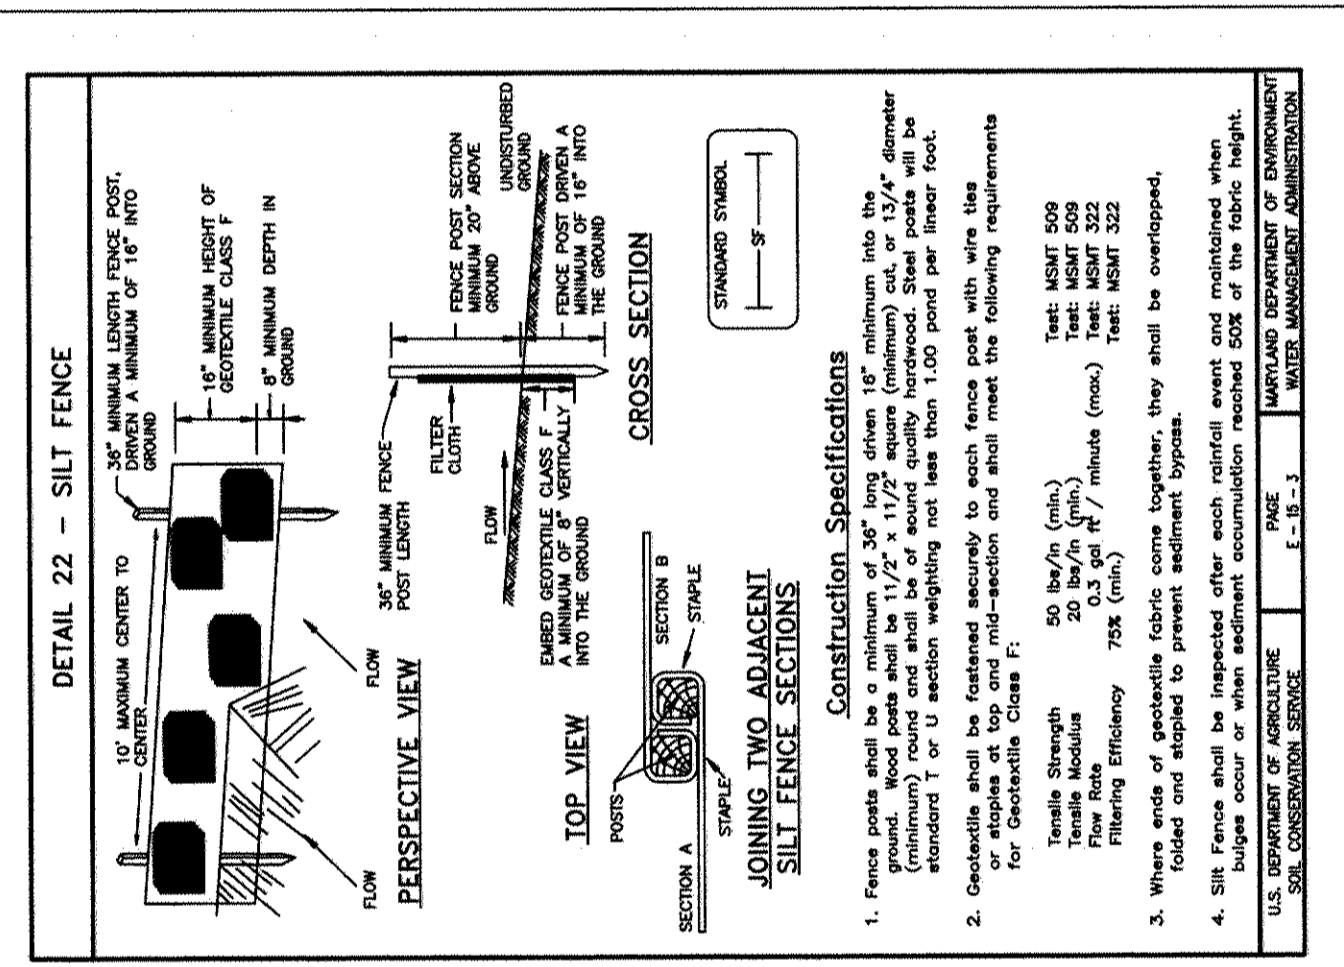 DETAIL 22 - SILT FENCE
10' MAXIMUM CENTER TO
CENTER
36" MINIMUM LENGTH FENCE POST,
DRIVEN A MINIMUM OF 16" INTO
GROUND
16" MINIMUM HEIGHT OF
GEOTEXTILE CLASS F
8" MINIMUM DEPTH IN
GROUND
FLOW
FLOW
PERSPECTIVE VIEW
36" MINIMUM FENCE
POST LENGTH
FILTER
CLOTH
FENCE POST SECTION
MINIMUM 20" ABOVE
GROUND
UNDISTURBED
GROUND
FLOW
EMBED GEOTEXTILE CLASS F
A MINIMUM OF 8" VERTICALLY
INTO THE GROUND
FENCE POST DRIVEN A
MINIMUM OF 16" INTO
THE GROUND
CROSS SECTION
TOP VIEW
POSTS
SECTION B
STAPLE
SECTION A
STAPLE
JOINING TWO ADJACENT
SILT FENCE SECTIONS
STANDARD SYMBOL
SF
Construction Specifications
1. Fence posts shall be a minimum of 36" long driven 16" minimum into the
ground. Wood posts shall be 11/2" x 11/2" square (minimum) cut, or 13/4" diameter
(minimum) round and shall be of sound quality hardwood. Steel posts will be
standard T or U section weighting not less than 1.00 pond per linear foot.
2. Geotextile shall be fastened securely to each fence post with wire ties
or staples at top and mid-section and shall meet the following requirements
for Geotextile Class F:
Tensile Strength 50 lbs/in (min.) Test: MSMT 509
Tensile Modulus 20 lbs/in (min.) Test: MSMT 509
Flow Rate 0.3 gal ft² / minute (max.) Test: MSMT 322
Filtering Efficiency 75% (min.) Test: MSMT 322
3. Where ends of geotextile fabric come together, they shall be overlapped,
folded and stapled to prevent sediment bypass.
4. Silt Fence shall be inspected after each rainfall event and maintained when
bulges occur or when sediment accumulation reached 50% of the fabric height.
U.S. DEPARTMENT OF AGRICULTURE
SOIL CONSERVATION SERVICE
PAGE
E - 15 - 3
MARYLAND DEPARTMENT OF ENVIRONMENT
WATER MANAGEMENT ADMINISTRATION